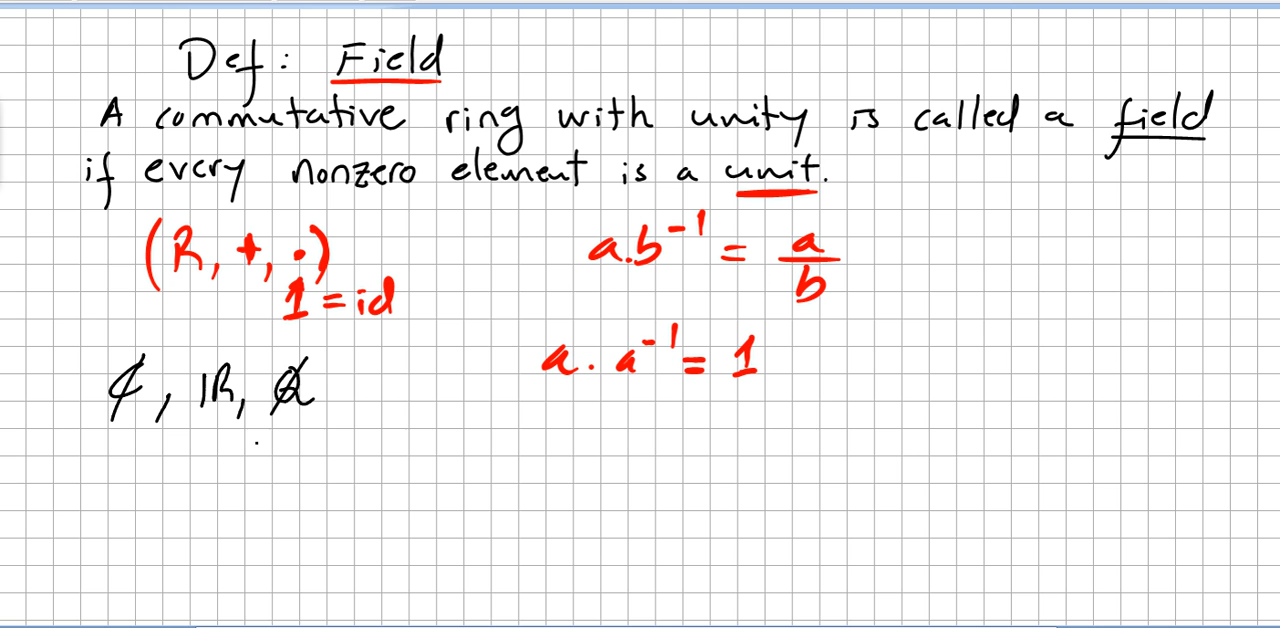 Def: Field
A commutative ring with unity is called a field
if every nonzero element is a unit.
(R, +, ·) a.b⁻¹ = a/b
1 = id
a . a⁻¹ = 1
ℂ, ℝ, ℚ